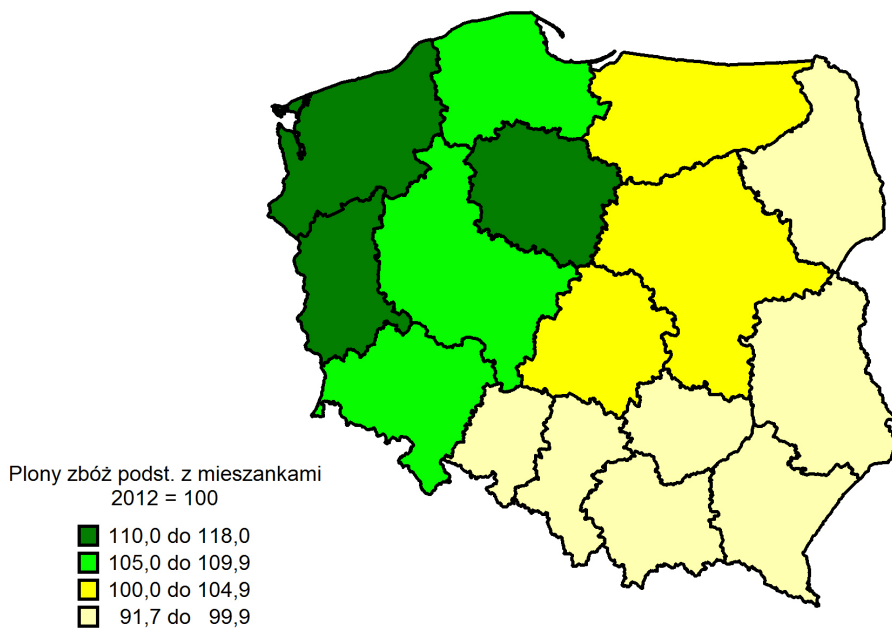 Plony zbóż podst. z mieszankami
2012 = 100
110,0 do 118,0
105,0 do 109,9
100,0 do 104,9
91,7 do 99,9